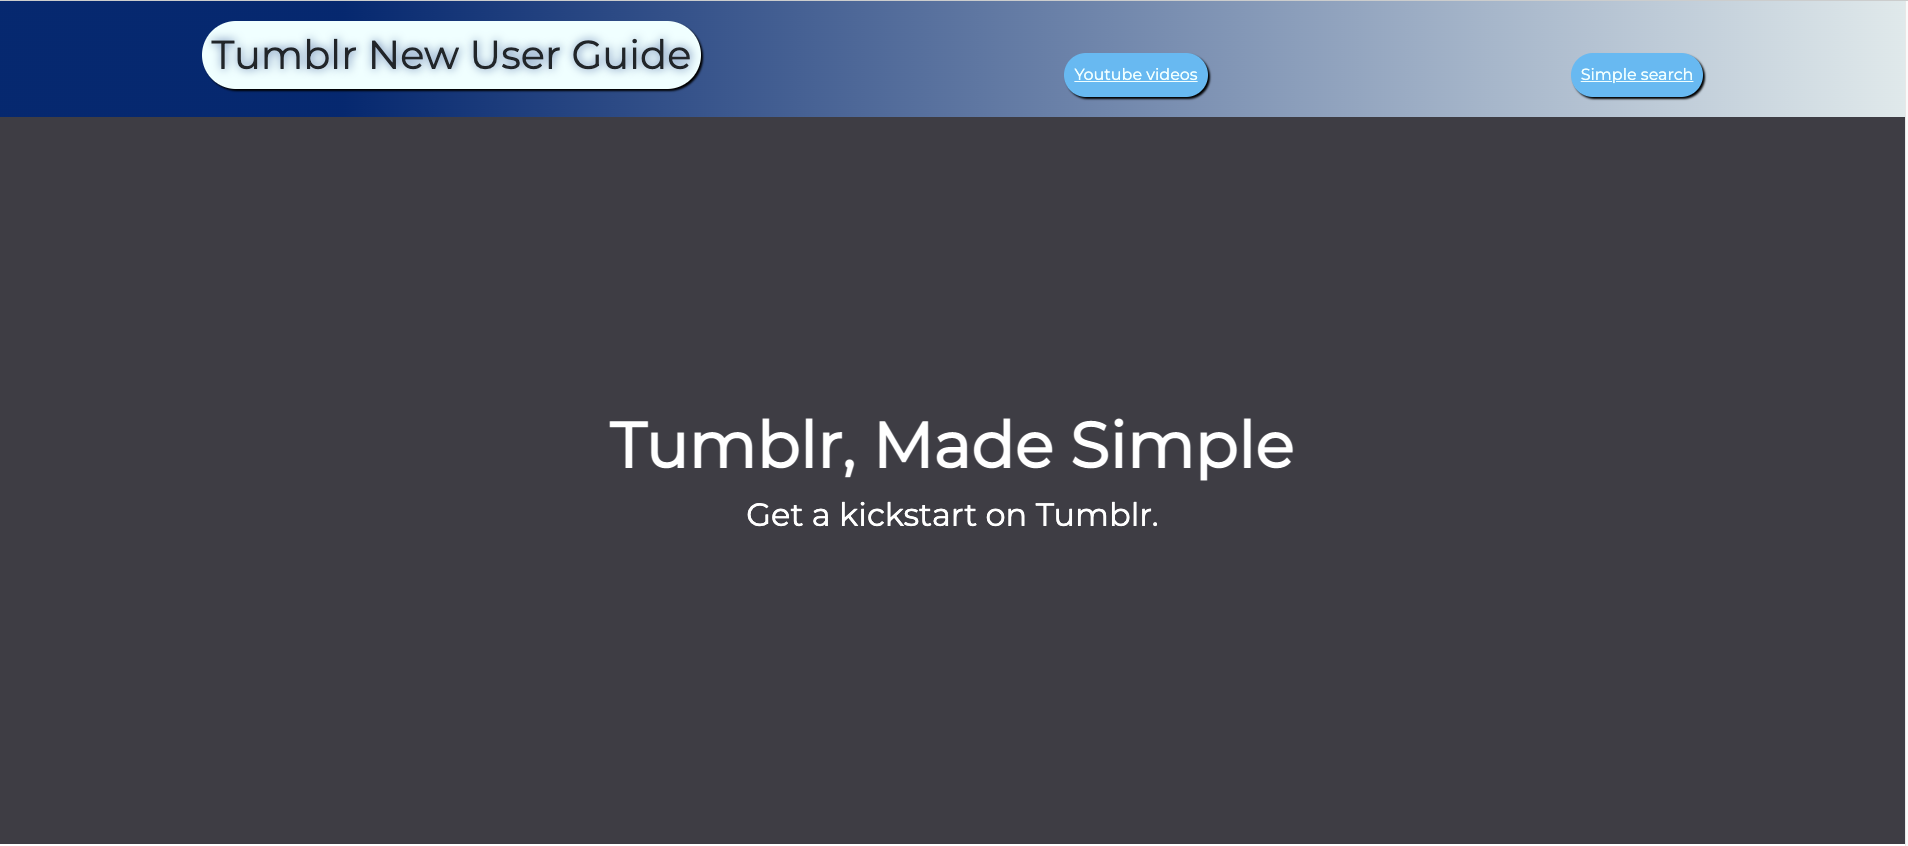 Tumblr New User Guide
Youtube videos
Simple search
Tumblr, Made Simple
Get a kickstart on Tumblr.